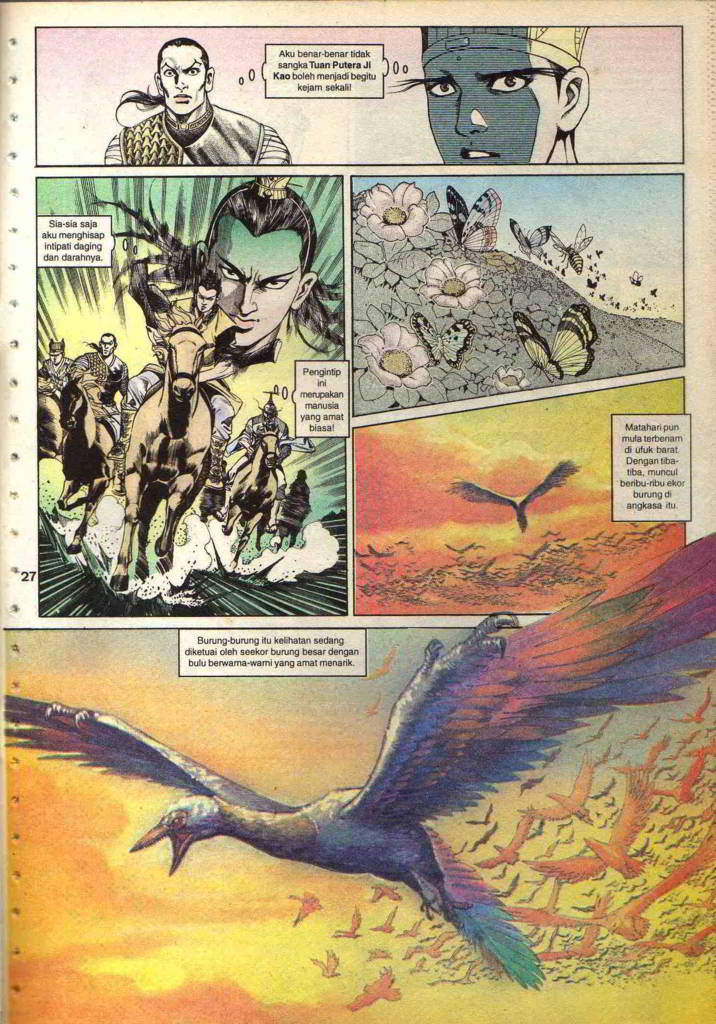 Aku benar-benar tidak
sangka Tuan Putera Ji
Kao boleh menjadi begitu
kejam sekali!
Sia-sia saja
aku menghisap
intipati daging
dan darahnya.
Pengintip
ini
merupakan
manusia
yang amat
biasa!
Matahari pun
mula terbenam
di ufuk barat.
Dengan tiba-
tiba, muncul
beribu-ribu ekor
burung di
angkasa itu.
27
Burung-burung itu kelihatan sedang
diketuai oleh seekor burung besar dengan
bulu berwarna-warni yang amat menarik.